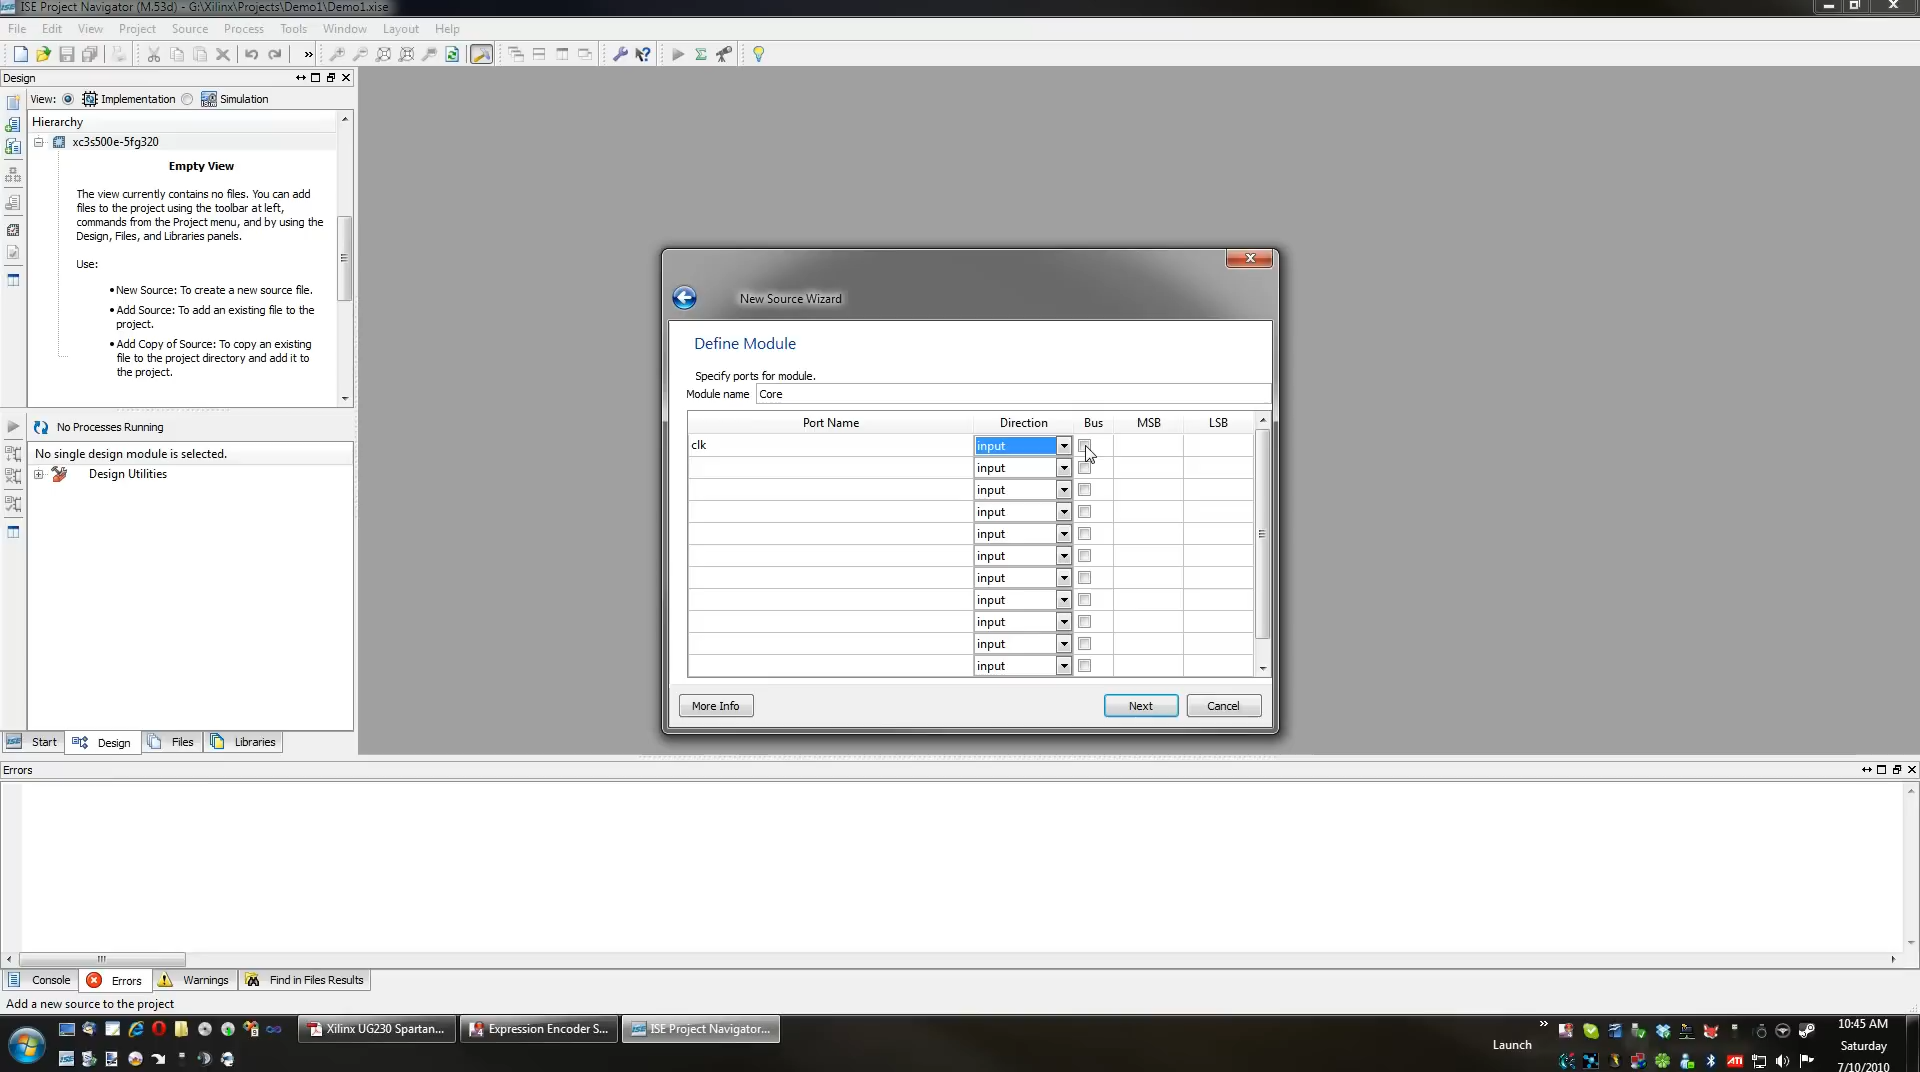 ISE Project Navigator (M.53d) - G:\Xilinx\Projects\Demo1\Demo1.xise
File Edit View Project Source Process Tools Window Layout Help
Design
View: Implementation Simulation
Hierarchy
xc3s500e-5fg320
Empty View
The view currently contains no files. You can add
files to the project using the toolbar at left,
commands from the Project menu, and by using the
Design, Files, and Libraries panels.
Use:
• New Source: To create a new source file.
• Add Source: To add an existing file to the
project.
• Add Copy of Source: To copy an existing
file to the project directory and add it to
the project.
No Processes Running
No single design module is selected.
Design Utilities
Start Design Files Libraries
New Source Wizard
Define Module
Specify ports for module.
Module name Core
Port Name Direction Bus MSB LSB
clk input
input
input
input
input
input
input
input
input
input
input
More Info Next Cancel
Errors
Console Errors Warnings Find in Files Results
Add a new source to the project
Xilinx UG230 Spartan... Expression Encoder S... ISE Project Navigator...
Launch
10:45 AM
Saturday
7/10/2010